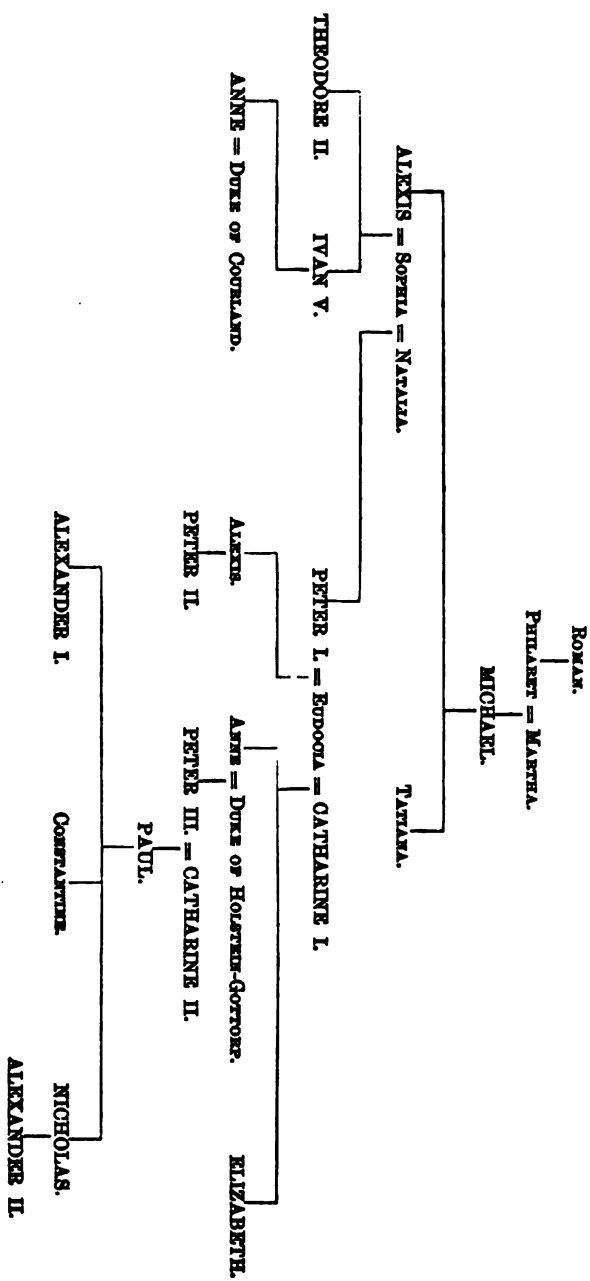 ROMAN.
PHILARET = MARTHA.
MICHAEL.
ALEXIS = SOPHIA = NATALIA.
TATIANA.
THEODORE II.
IVAN V.
PETER I. = EUDOCIA = CATHARINE I.
ANNE = DUKE OF COURLAND.
ALEXIS.
ANNE = DUKE OF HOLSTEIN-GOTTORP.
ELIZABETH.
PETER II.
PETER III. = CATHARINE II.
PAUL.
ALEXANDER I.
CONSTANTINE.
NICHOLAS.
ALEXANDER II.